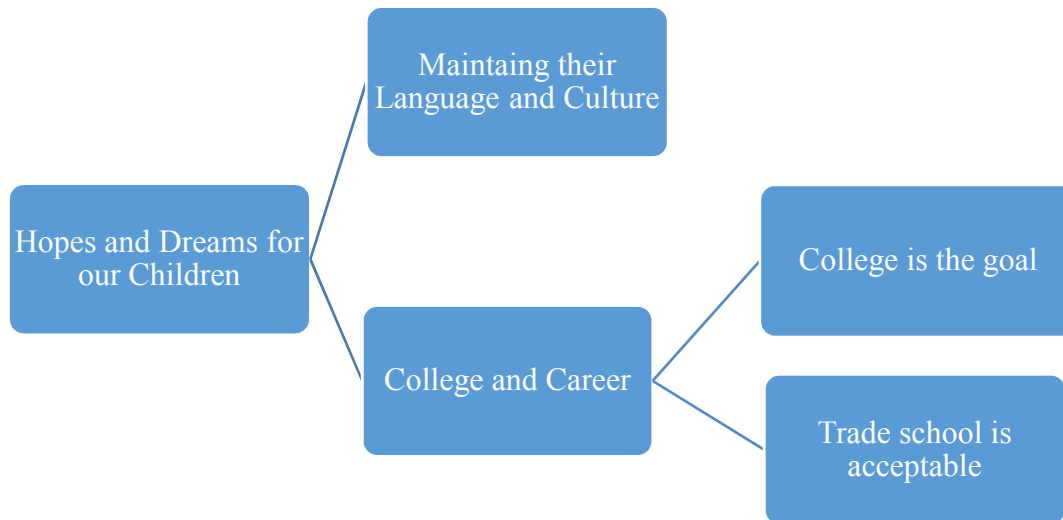 Maintaing their
Language and Culture
Hopes and Dreams for
our Children
College and Career
College is the goal
Trade school is
acceptable